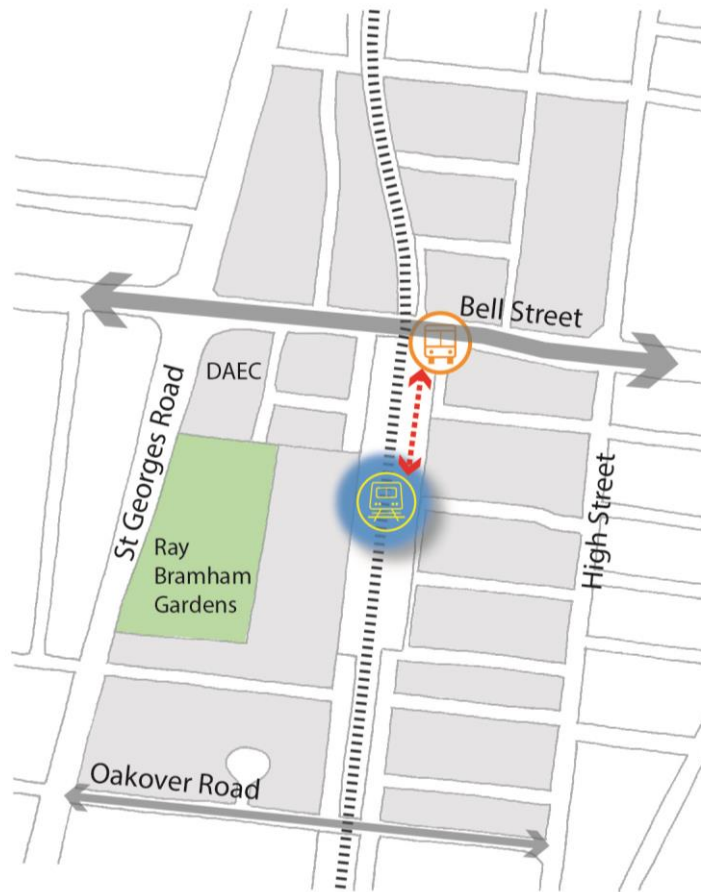 Bell Street
DAEC
St Georges Road
High Street
Ray
Bramham
Gardens
Oakover Road